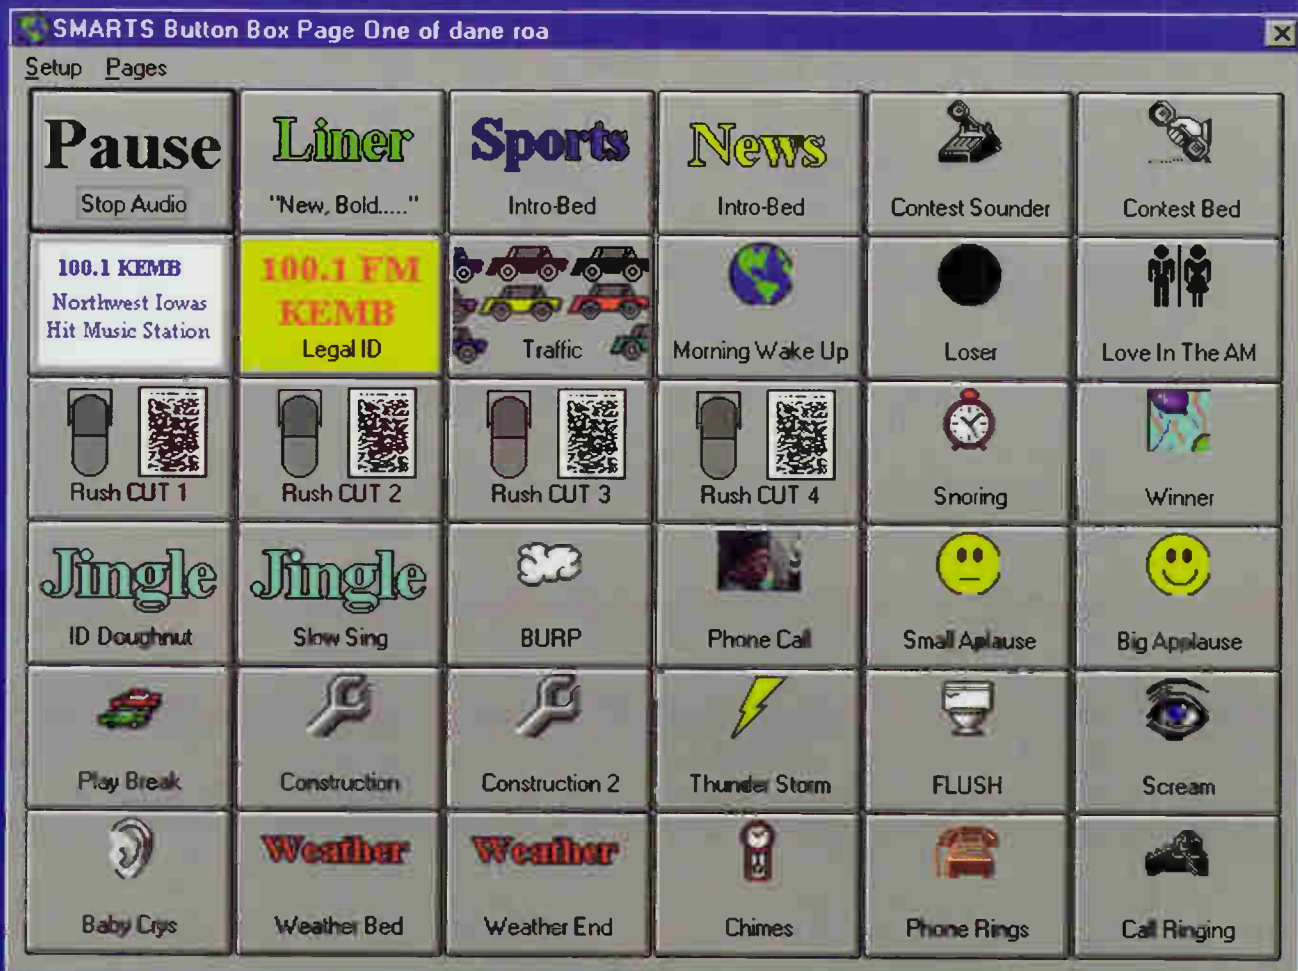 SMARTS Button Box Page One of dane roa
Setup Pages
Pause
Stop Audio
Liner
"New, Bold....."
Sports
Intro-Bed
News
Intro-Bed
Contest Sounder
Contest Bed
100.1 KEMB
Northwest Iowas
Hit Music Station
100.1 FM
KEMB
Legal ID
Traffic
Morning Wake Up
Loser
Love In The AM
Rush CUT 1
Rush CUT 2
Rush CUT 3
Rush CUT 4
Snoring
Winner
Jingle
ID Doughnut
Jingle
Slow Sing
BURP
Phone Call
Small Aplause
Big Applause
Play Break
Construction
Construction 2
Thunder Storm
FLUSH
Scream
Baby Crys
Weather
Weather Bed
Weather
Weather End
Chimes
Phone Rings
Call Ringing